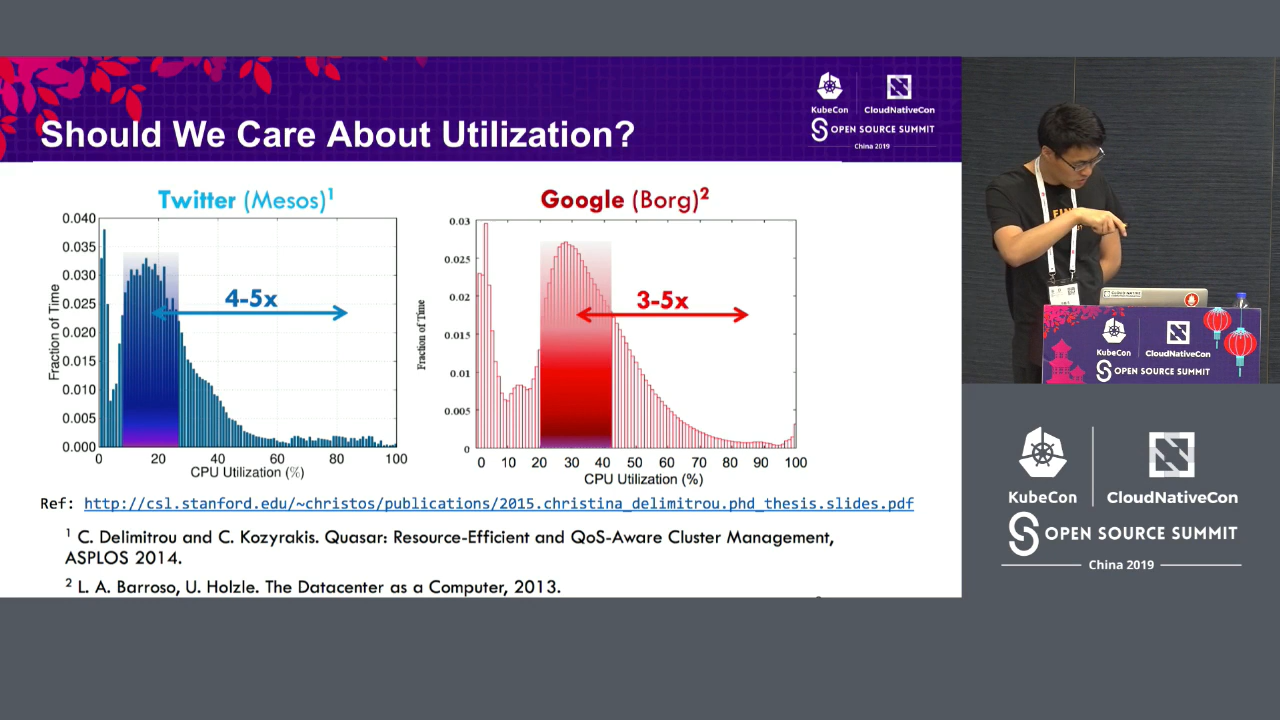 Should We Care About Utilization?
KubeCon
CloudNativeCon
OPEN SOURCE SUMMIT
China 2019
Twitter (Mesos)1
0.040
0.035
0.030
0.025
0.020
0.015
0.010
0.005
0.000
Fraction of Time
4-5x
0 20 40 60 80 100
CPU Utilization (%)
Google (Borg)2
0.03
0.025
0.02
0.015
0.01
0.005
0
Fraction of Time
3-5x
0 10 20 30 40 50 60 70 80 90 100
CPU Utilization (%)
Ref: http://csl.stanford.edu/~christos/publications/2015.christina_delimitrou.phd_thesis.slides.pdf
1 C. Delimitrou and C. Kozyrakis. Quasar: Resource-Efficient and QoS-Aware Cluster Management,
ASPLOS 2014.
2 L. A. Barroso, U. Holzle. The Datacenter as a Computer, 2013.
KubeCon
CloudNativeCon
OPEN SOURCE SUMMIT
KubeCon
CloudNativeCon
OPEN SOURCE SUMMIT
China 2019